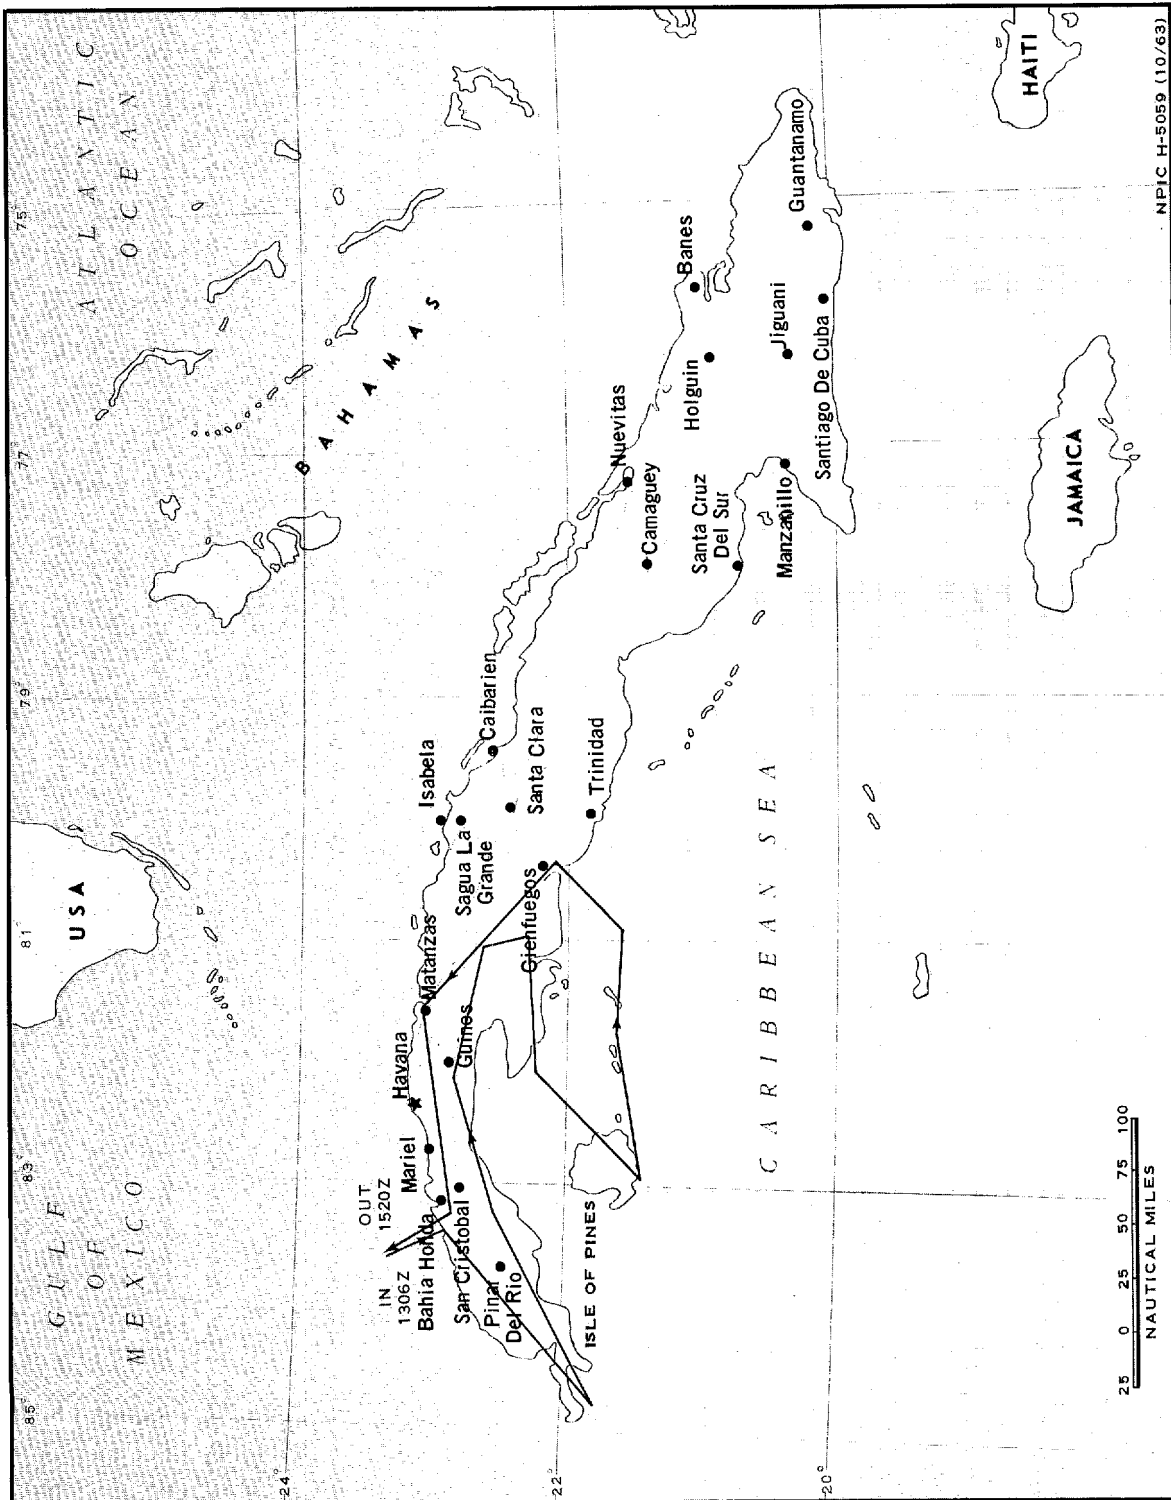 85°
83°
81°
79°
77
75°
GULF
OF
MEXICO
USA
ATLANTIC
OCEAN
BAHAMAS
24
IN
1306Z
OUT
1520Z
Bahia Honda
Mariel
Havana
Matanzas
Isabela
San Cristobal
Guines
Sagua La
Grande
Caibarien
Pinar
Del Rio
Santa Clara
Cienfuegos
22°
ISLE OF PINES
Trinidad
Nuevitas
Camaguey
Banes
Holguin
Santa Cruz
Del Sur
Manzanillo
Jiguani
Guantanamo
Santiago De Cuba
20°
CARIBBEAN SEA
JAMAICA
HAITI
25 0 25 50 75 100
NAUTICAL MILES
NPIC H-5059 (10/63)